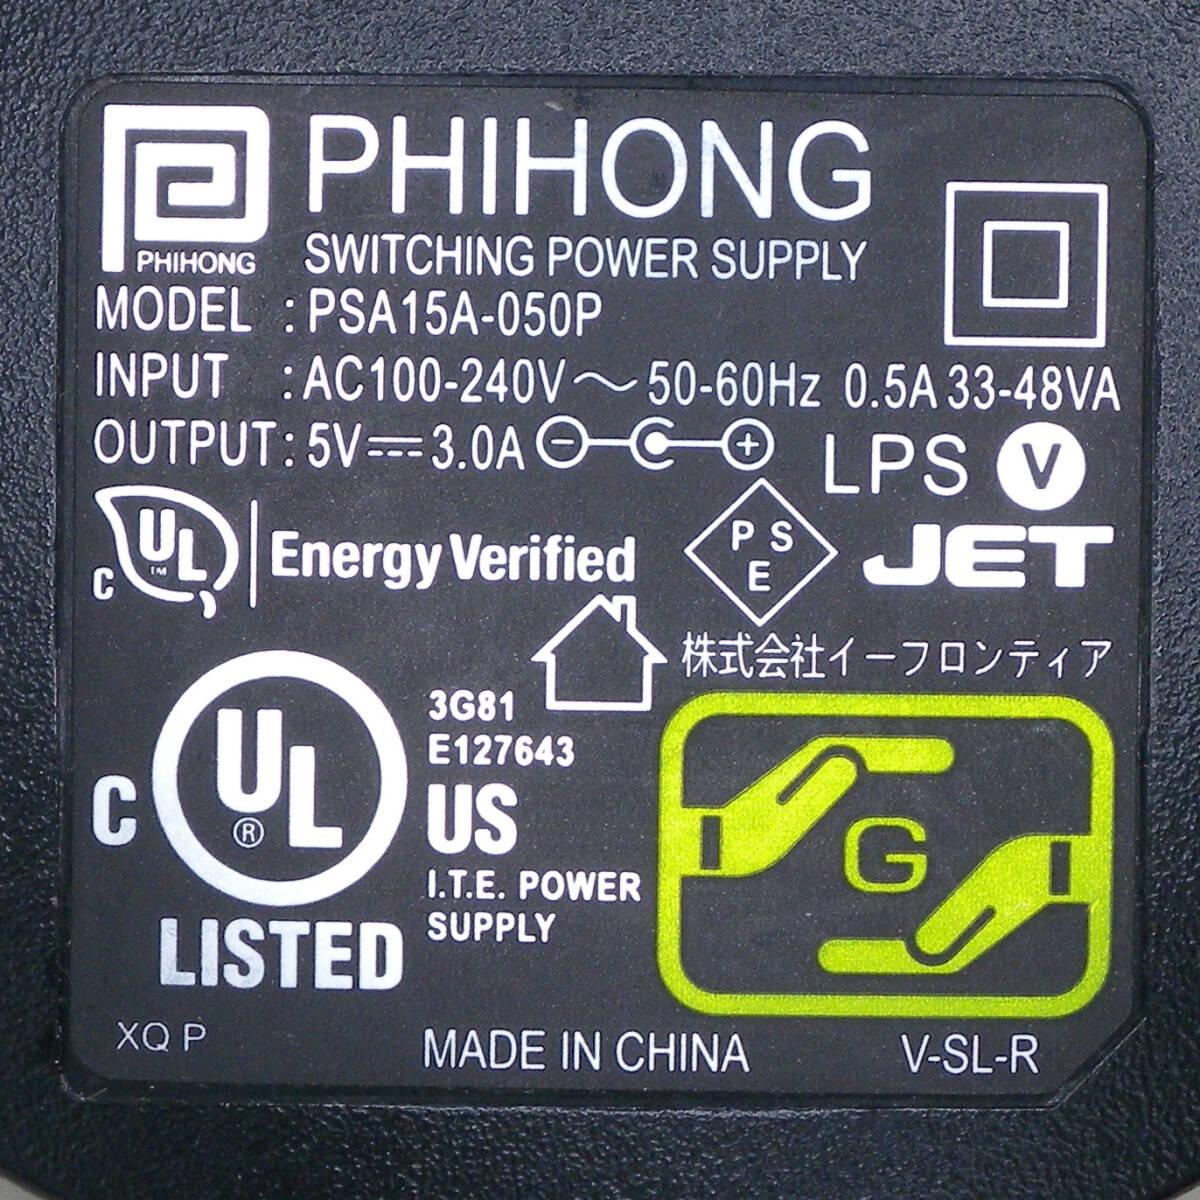 PHIHONG
PHIHONG
SWITCHING POWER SUPPLY
MODEL : PSA15A-050P
INPUT : AC100-240V～ 50-60Hz 0.5A 33-48VA
OUTPUT : 5V⎓3.0A
LPS V
C UL ™ Energy Verified
PSE
JET
株式会社イーフロンティア
3G81
E127643
C UL ® US
LISTED
I.T.E. POWER
SUPPLY
G
XQ P
MADE IN CHINA
V-SL-R